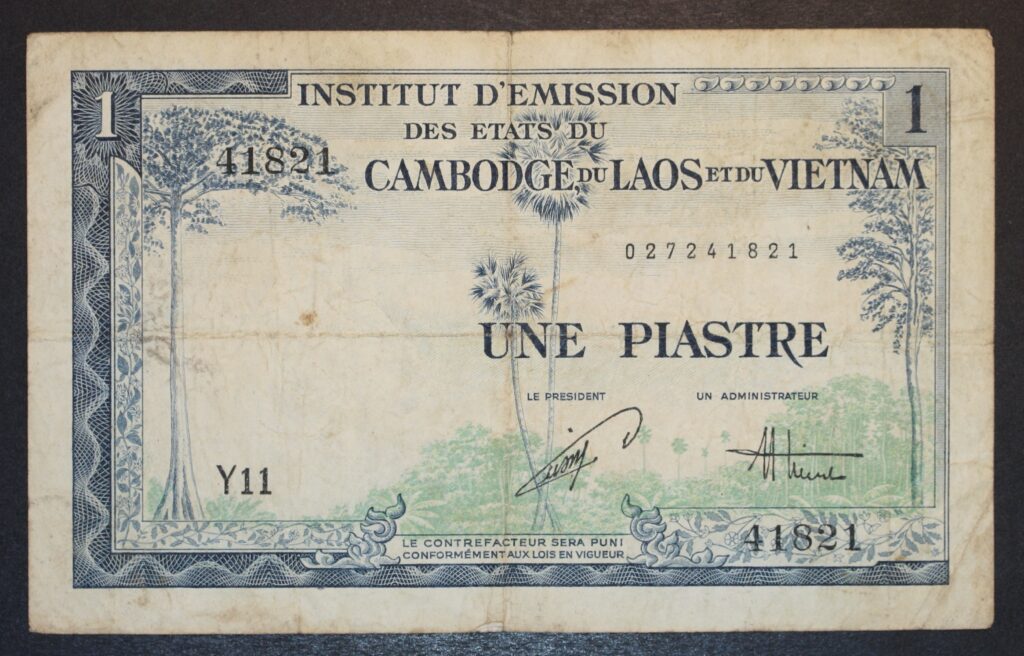 1
INSTITUT D'EMISSION
1
DES ETATS DU
41821
CAMBODGE, DU LAOS ET DU VIETNAM
027241821
UNE PIASTRE
LE PRESIDENT
UN ADMINISTRATEUR
Y11
41821
LE CONTREFACTEUR SERA PUNI
CONFORMÉMENT AUX LOIS EN VIGUEUR